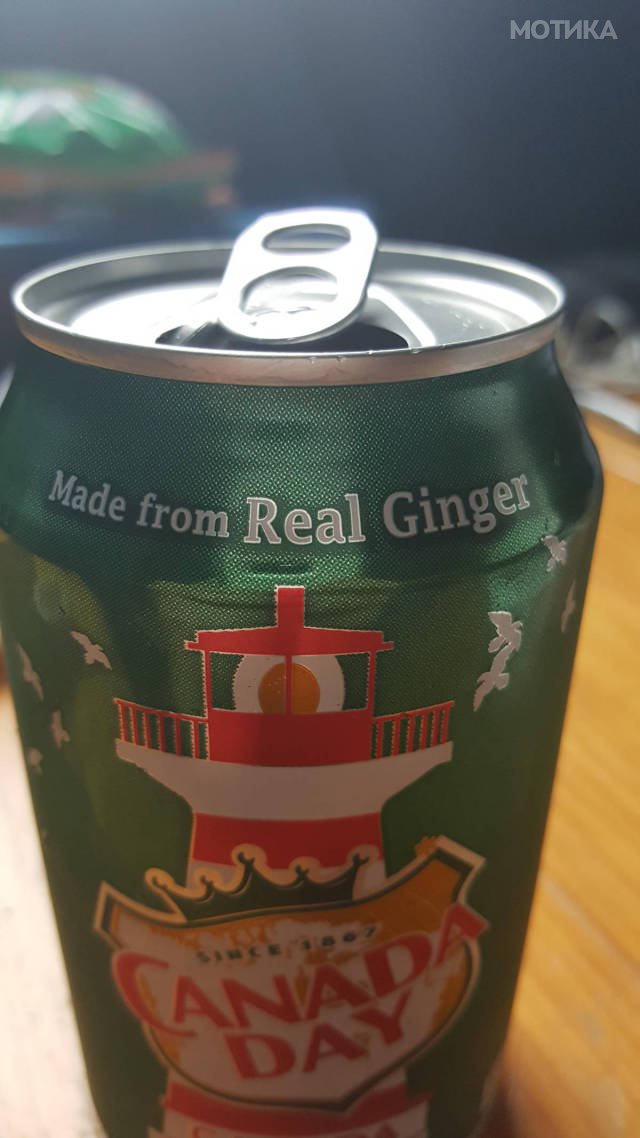 МОТИКА
Made from Real Ginger
SINCE 1867
CANADA
DAY